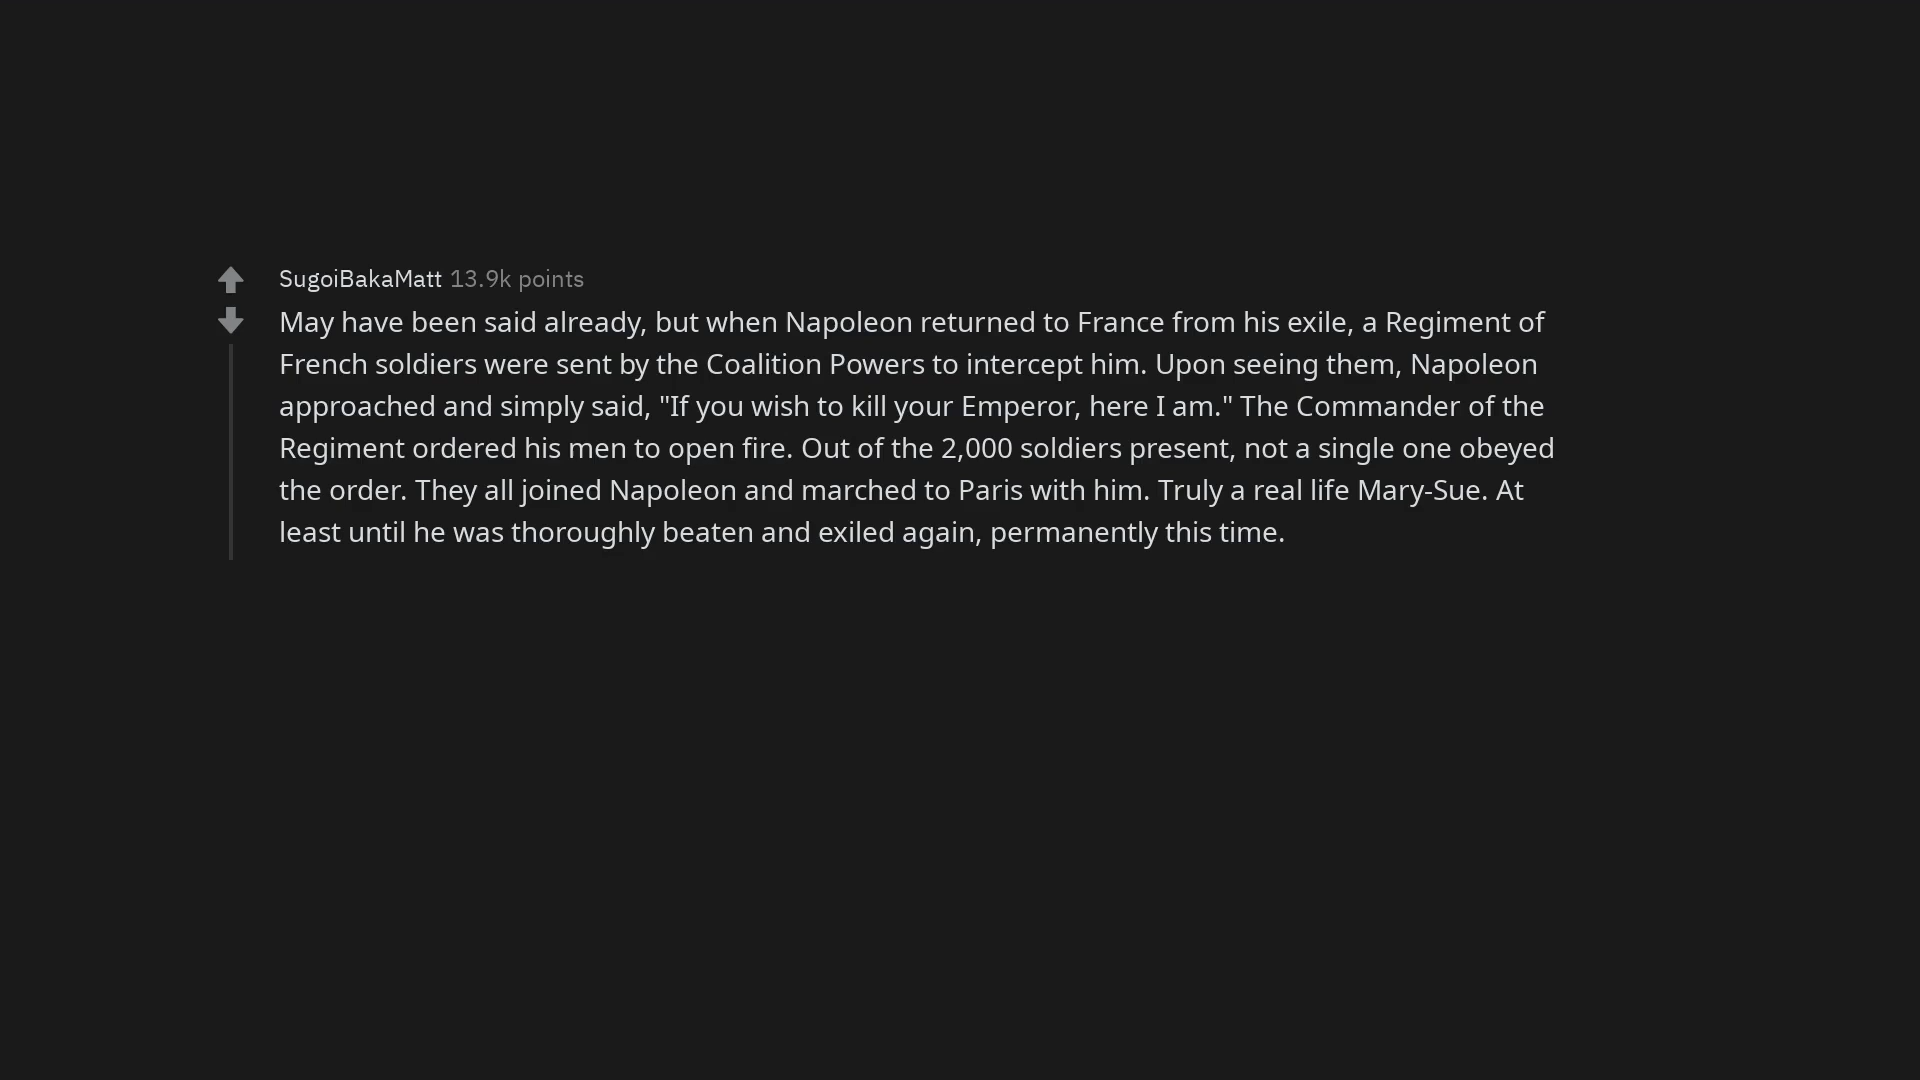 SugoiBakaMatt 13.9k points
May have been said already, but when Napoleon returned to France from his exile, a Regiment of
French soldiers were sent by the Coalition Powers to intercept him. Upon seeing them, Napoleon
approached and simply said, "If you wish to kill your Emperor, here I am." The Commander of the
Regiment ordered his men to open fire. Out of the 2,000 soldiers present, not a single one obeyed
the order. They all joined Napoleon and marched to Paris with him. Truly a real life Mary-Sue. At
least until he was thoroughly beaten and exiled again, permanently this time.